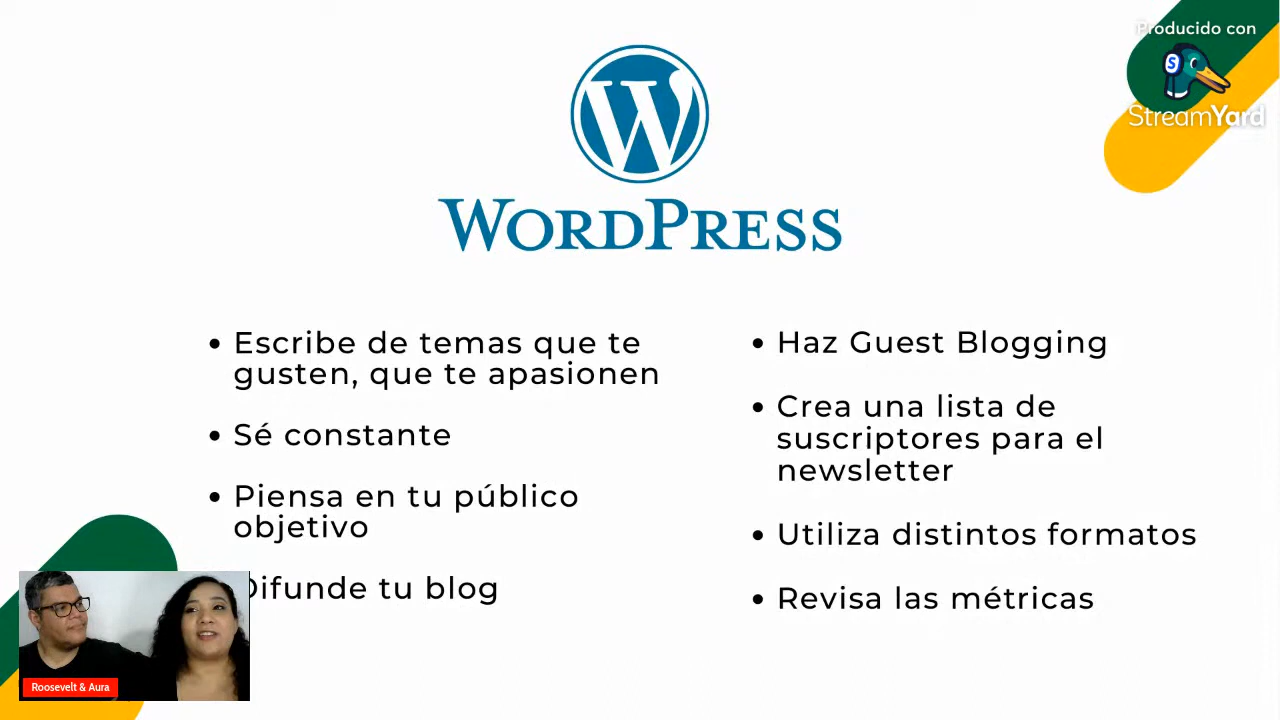 Producido con
StreamYard
WORDPRESS
Escribe de temas que te
gusten, que te apasionen
Sé constante
Piensa en tu público
objetivo
Difunde tu blog
Haz Guest Blogging
Crea una lista de
suscriptores para el
newsletter
Utiliza distintos formatos
Revisa las métricas
Roosevelt & Aura